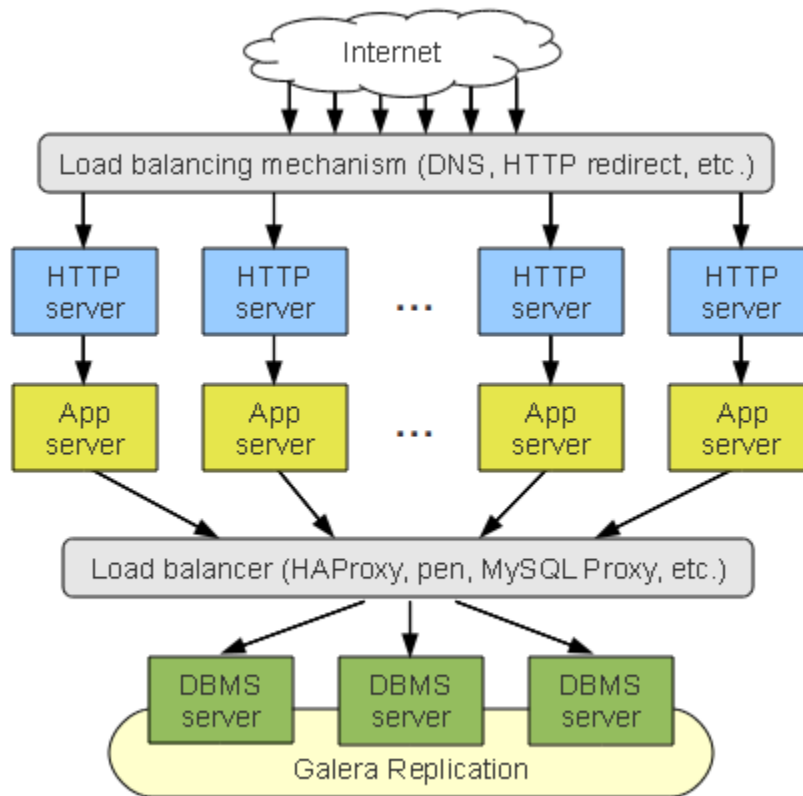 Internet
Load balancing mechanism (DNS, HTTP redirect, etc.)
HTTP
server
HTTP
server
...
HTTP
server
HTTP
server
App
server
App
server
...
App
server
App
server
Load balancer (HAProxy, pen, MySQL Proxy, etc.)
DBMS
server
DBMS
server
DBMS
server
Galera Replication